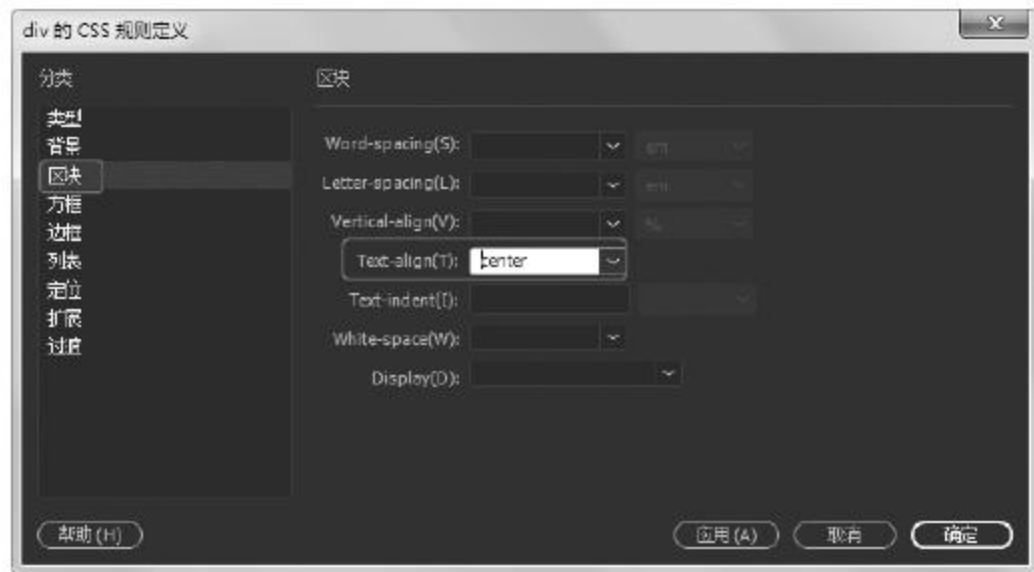 div 的 CSS 规则定义
分类
类型
背景
区块
方框
边框
列表
定位
扩展
过渡
区块
Word-spacing(S):
em
Letter-spacing(L):
em
Vertical-align(V):
%
Text-align(T): center
Text-indent(I):
White-space(W):
Display(D):
帮助(H)
应用(A)
取消
确定